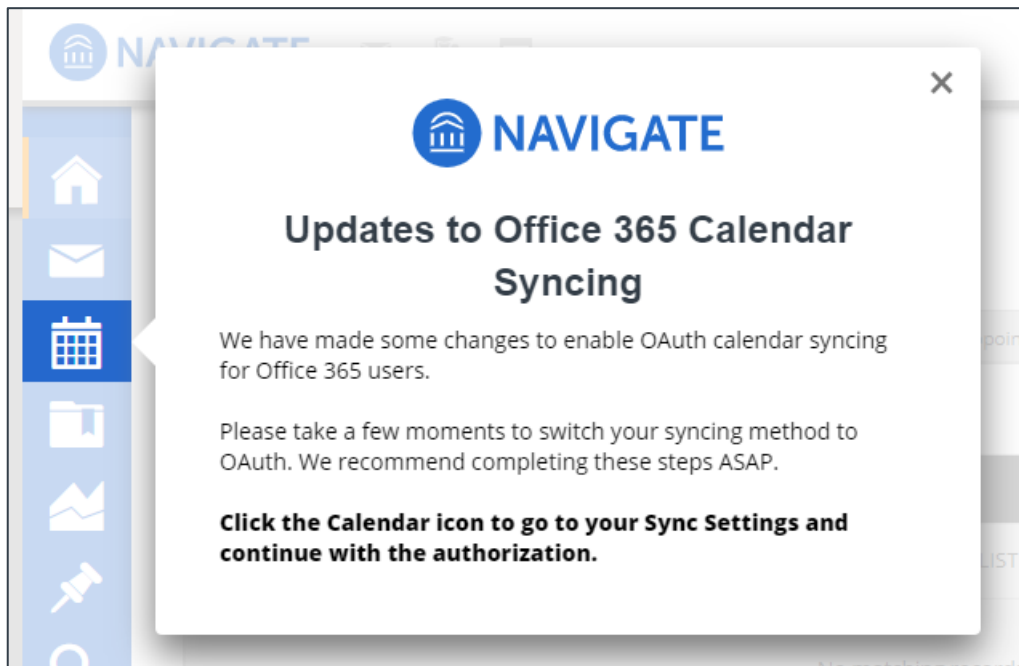 NAVIGATE
NAVIGATE
Updates to Office 365 Calendar
Syncing
We have made some changes to enable OAuth calendar syncing
for Office 365 users.
Please take a few moments to switch your syncing method to
OAuth. We recommend completing these steps ASAP.
Click the Calendar icon to go to your Sync Settings and
continue with the authorization.
LIST